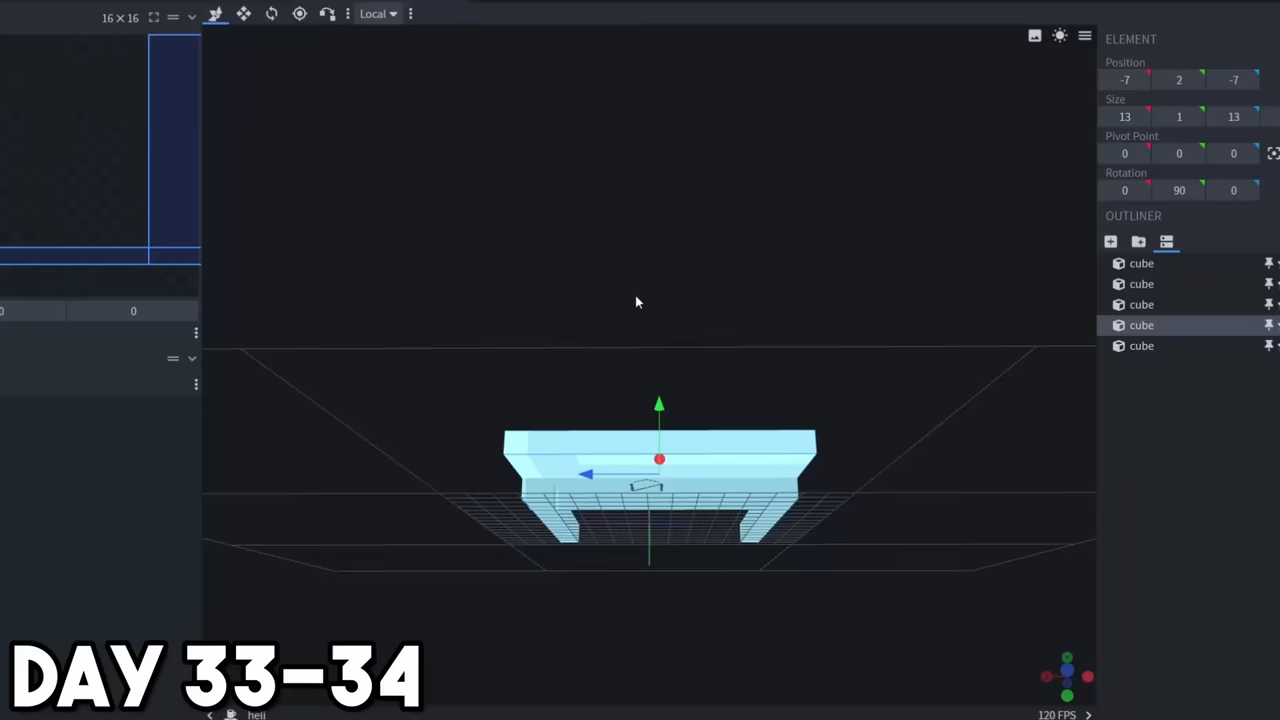 16×16
Local
ELEMENT
Position
-7 2 -7
Size
13 1 13
Pivot Point
0 0 0
Rotation
0 90 0
OUTLINER
cube
cube
cube
cube
cube
0 0
DAY 33-34
heli
120 FPS